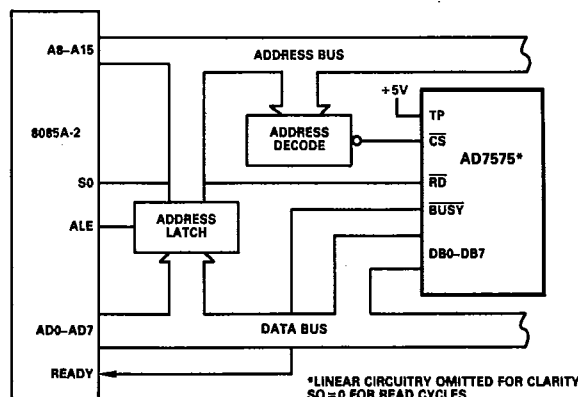 A8–A15
ADDRESS BUS
+5V
TP
8085A-2
ADDRESS
DECODE
CS
AD7575*
S0
RD
ALE
ADDRESS
LATCH
BUSY
DB0–DB7
AD0–AD7
DATA BUS
READY
*LINEAR CIRCUITRY OMITTED FOR CLARITY
SO = 0 FOR READ CYCLES